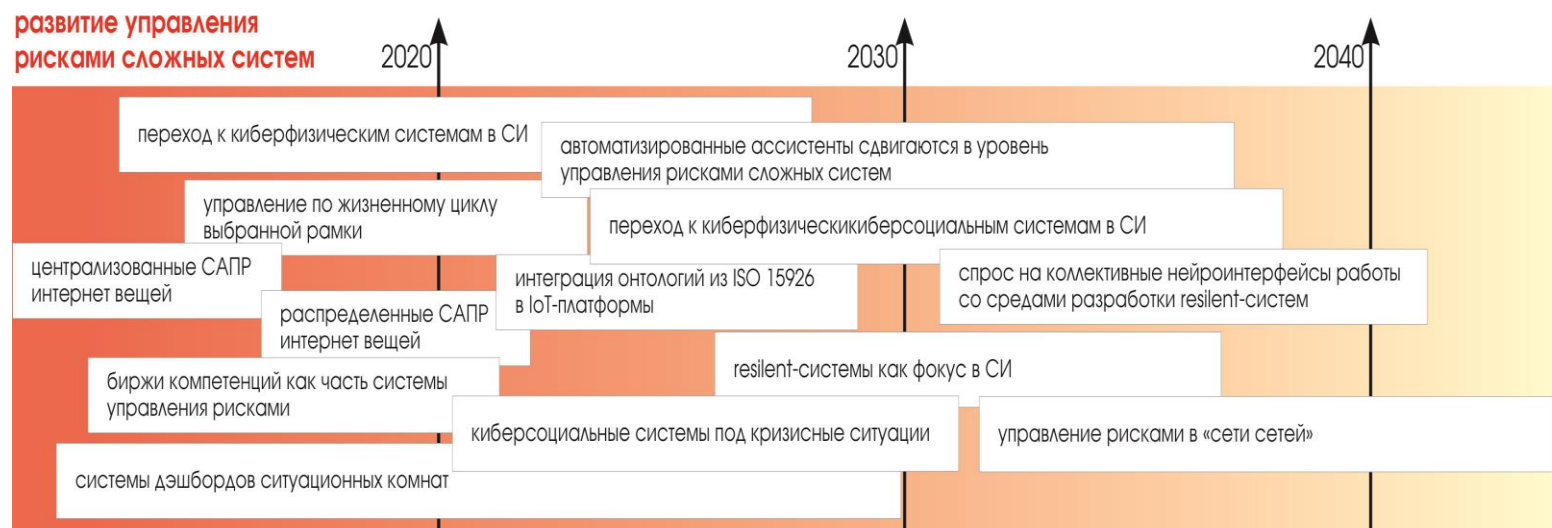 развитие управления
рисками сложных систем
2020
2030
2040
переход к киберфизическим системам в СИ
автоматизированные ассистенты сдвигаются в уровень
управления рисками сложных систем
управление по жизненному циклу
выбранной рамки
переход к киберфизическикиберсоциальным системам в СИ
централизованные САПР
интернет вещей
интеграция онтологий из ISO 15926
в IoT-платформы
спрос на коллективные нейроинтерфейсы работы
со средами разработки resilent-систем
распределенные САПР
интернет вещей
resilent-системы как фокус в СИ
биржи компетенций как часть системы
управления рисками
киберсоциальные системы под кризисные ситуации
управление рисками в «сети сетей»
системы дэшбордов ситуационных комнат